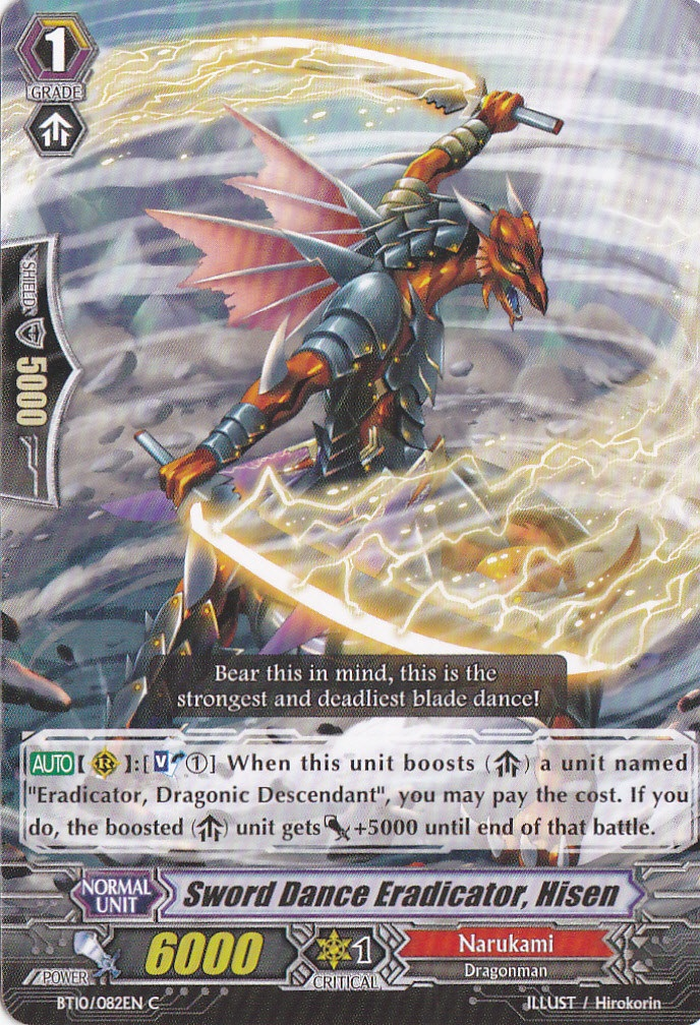 1
GRADE
SHIELD
5000
Bear this in mind, this is the
strongest and deadliest blade dance!
AUTO【R】:[V①] When this unit boosts ( ) a unit named
"Eradicator, Dragonic Descendant", you may pay the cost. If you
do, the boosted ( ) unit gets +5000 until end of that battle.
NORMAL
UNIT
Sword Dance Eradicator, Hisen
POWER
6000
1
CRITICAL
Narukami
Dragonman
BT10/082EN C
ILLUST / Hirokorin